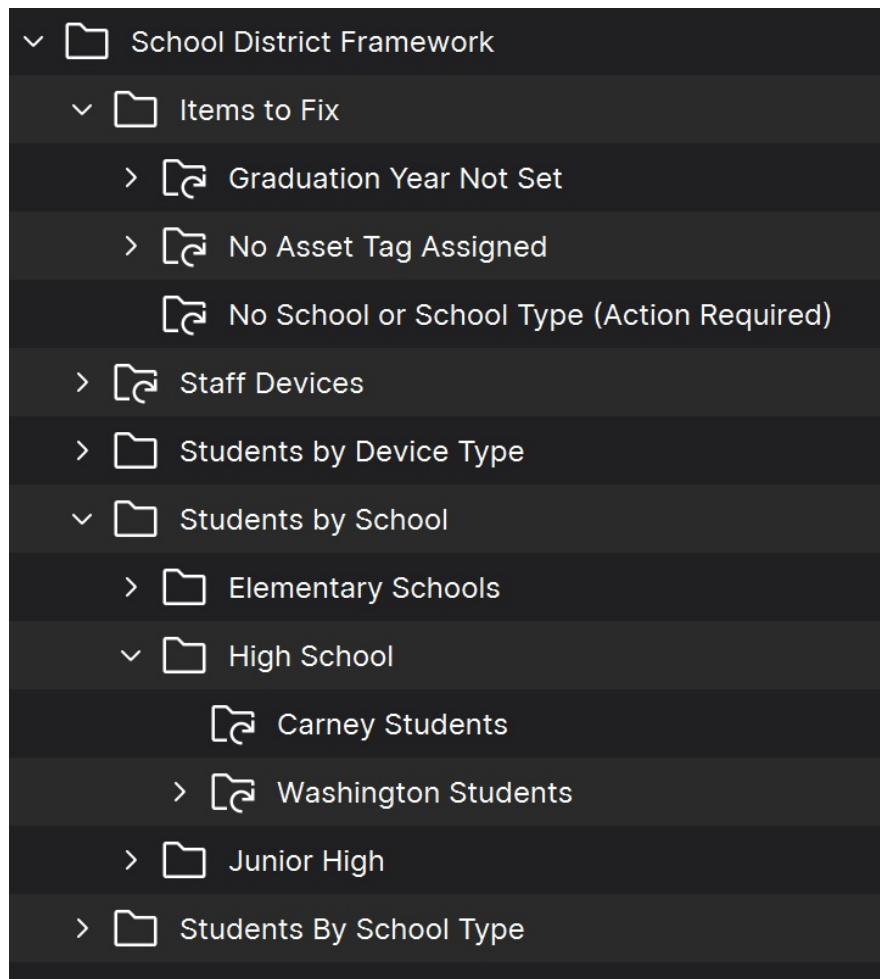 School District Framework
Items to Fix
Graduation Year Not Set
No Asset Tag Assigned
No School or School Type (Action Required)
Staff Devices
Students by Device Type
Students by School
Elementary Schools
High School
Carney Students
Washington Students
Junior High
Students By School Type